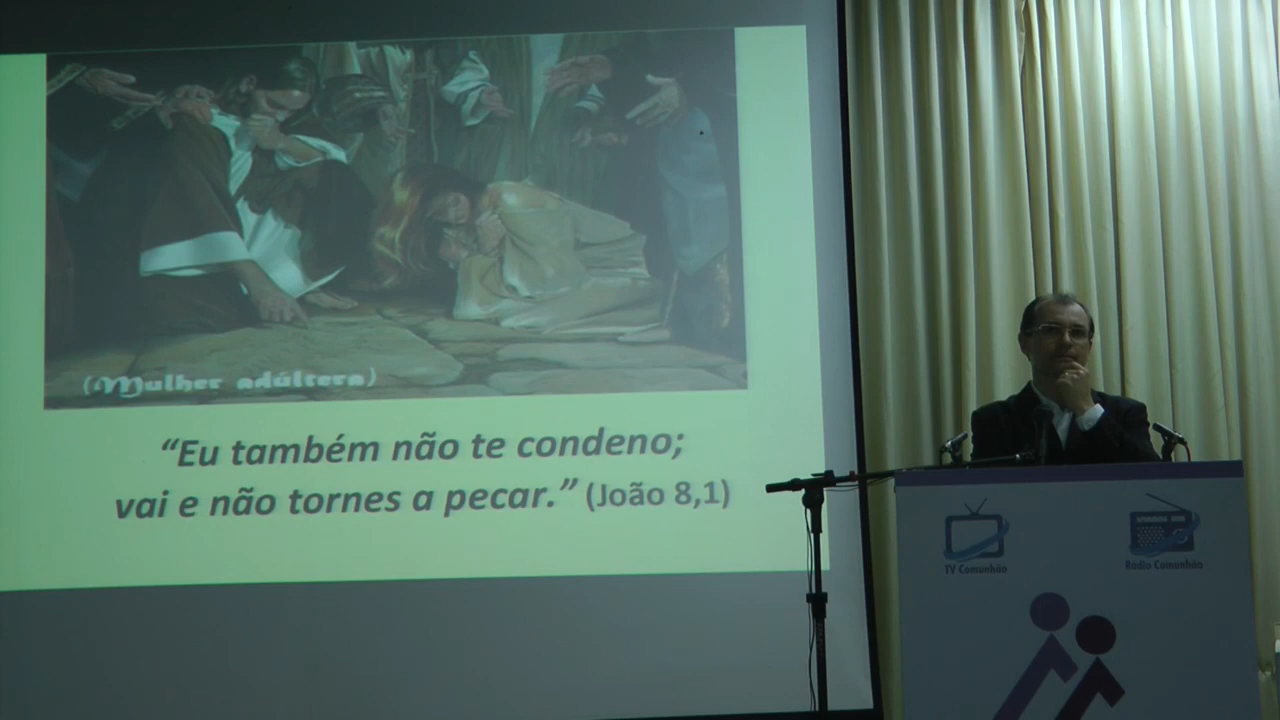 (Mulher adúltera)
“Eu também não te condeno;
vai e não tornes a pecar.” (João 8,1)
TV Comunhão
Rádio Comunhão